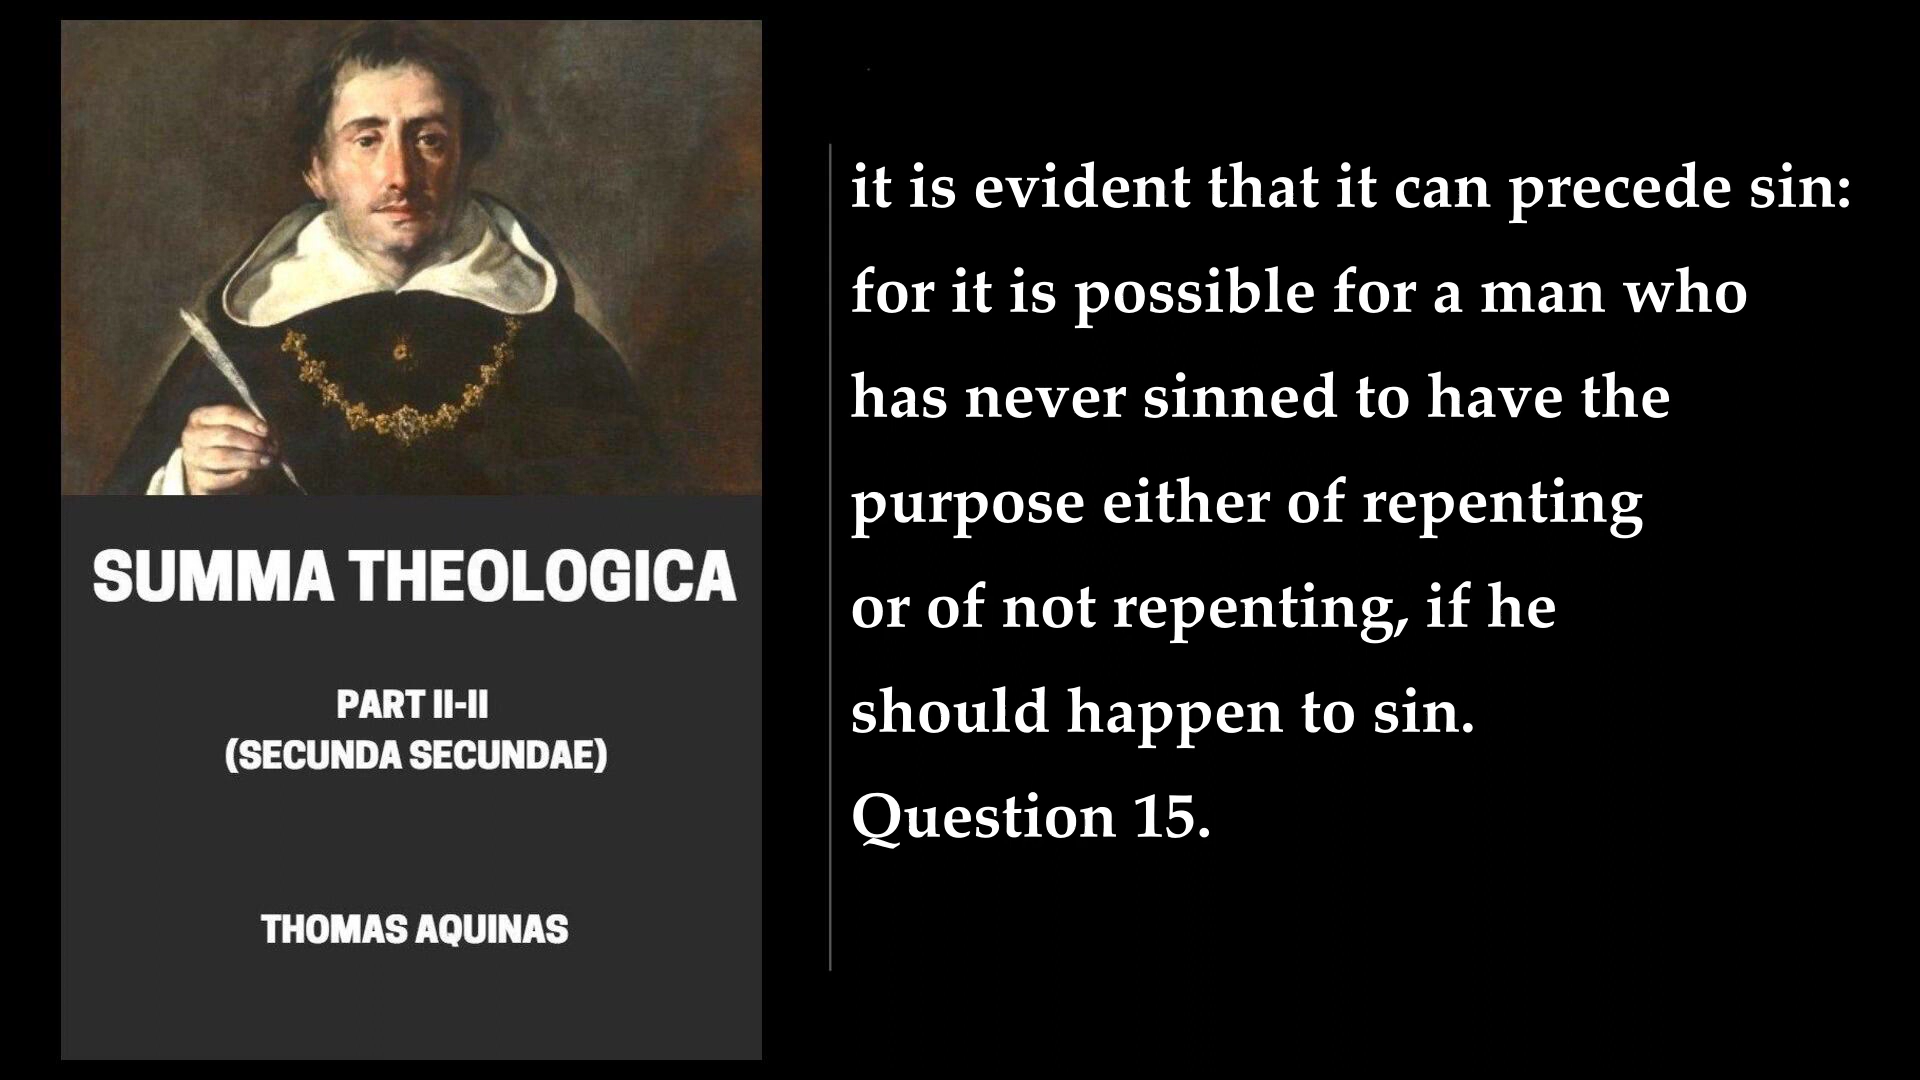 SUMMA THEOLOGICA
PART II-II
(SECUNDA SECUNDAE)
THOMAS AQUINAS
it is evident that it can precede sin:
for it is possible for a man who
has never sinned to have the
purpose either of repenting
or of not repenting, if he
should happen to sin.
Question 15.